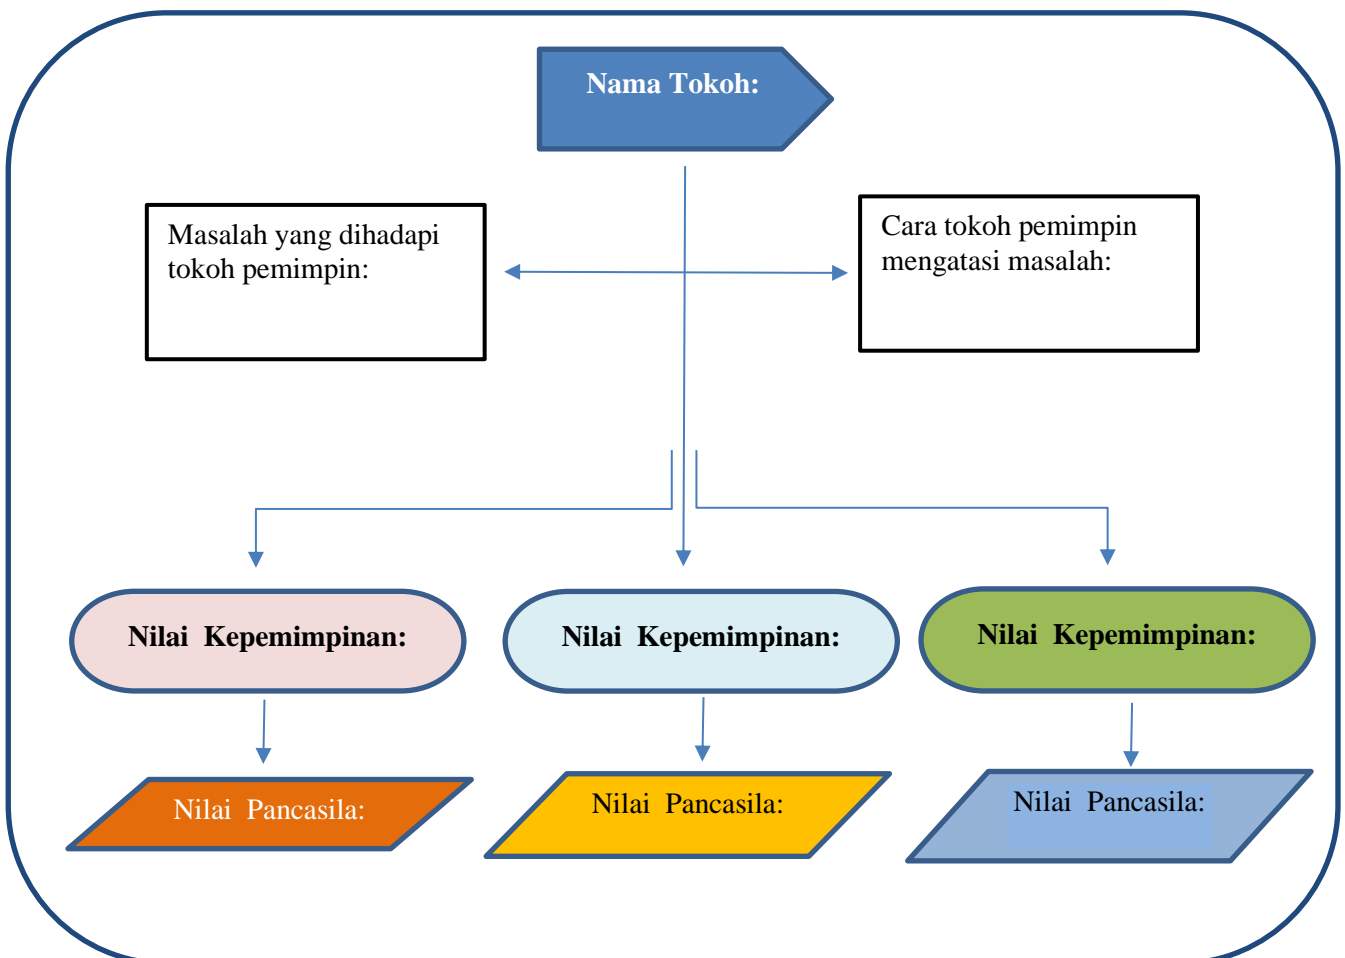 Nama Tokoh:
Masalah yang dihadapi
tokoh pemimpin:
Cara tokoh pemimpin
mengatasi masalah:
Nilai  Kepemimpinan:
Nilai  Kepemimpinan:
Nilai  Kepemimpinan:
Nilai  Pancasila:
Nilai  Pancasila:
Nilai  Pancasila: